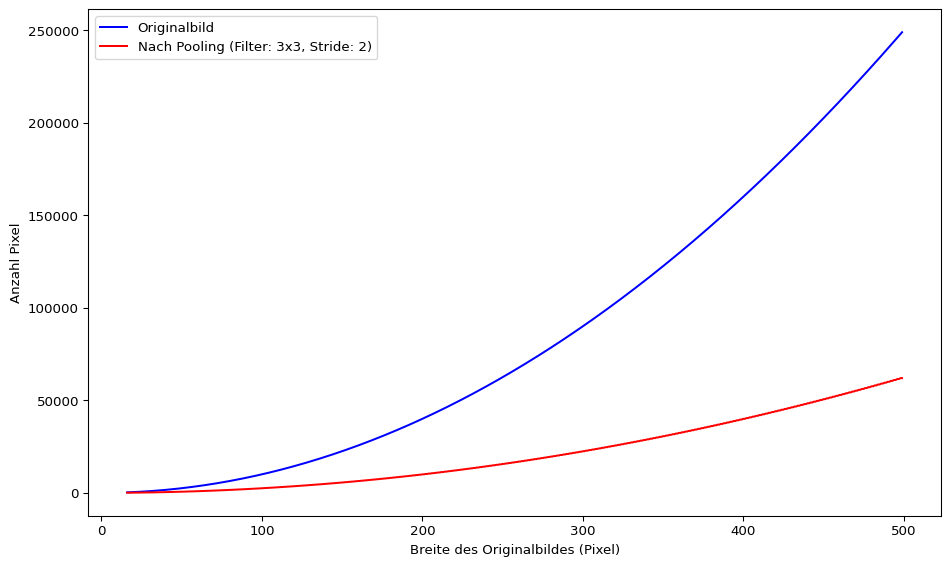 Originalbild
Nach Pooling (Filter: 3x3, Stride: 2)
250000
200000
150000
100000
50000
0
Anzahl Pixel
0 100 200 300 400 500
Breite des Originalbildes (Pixel)